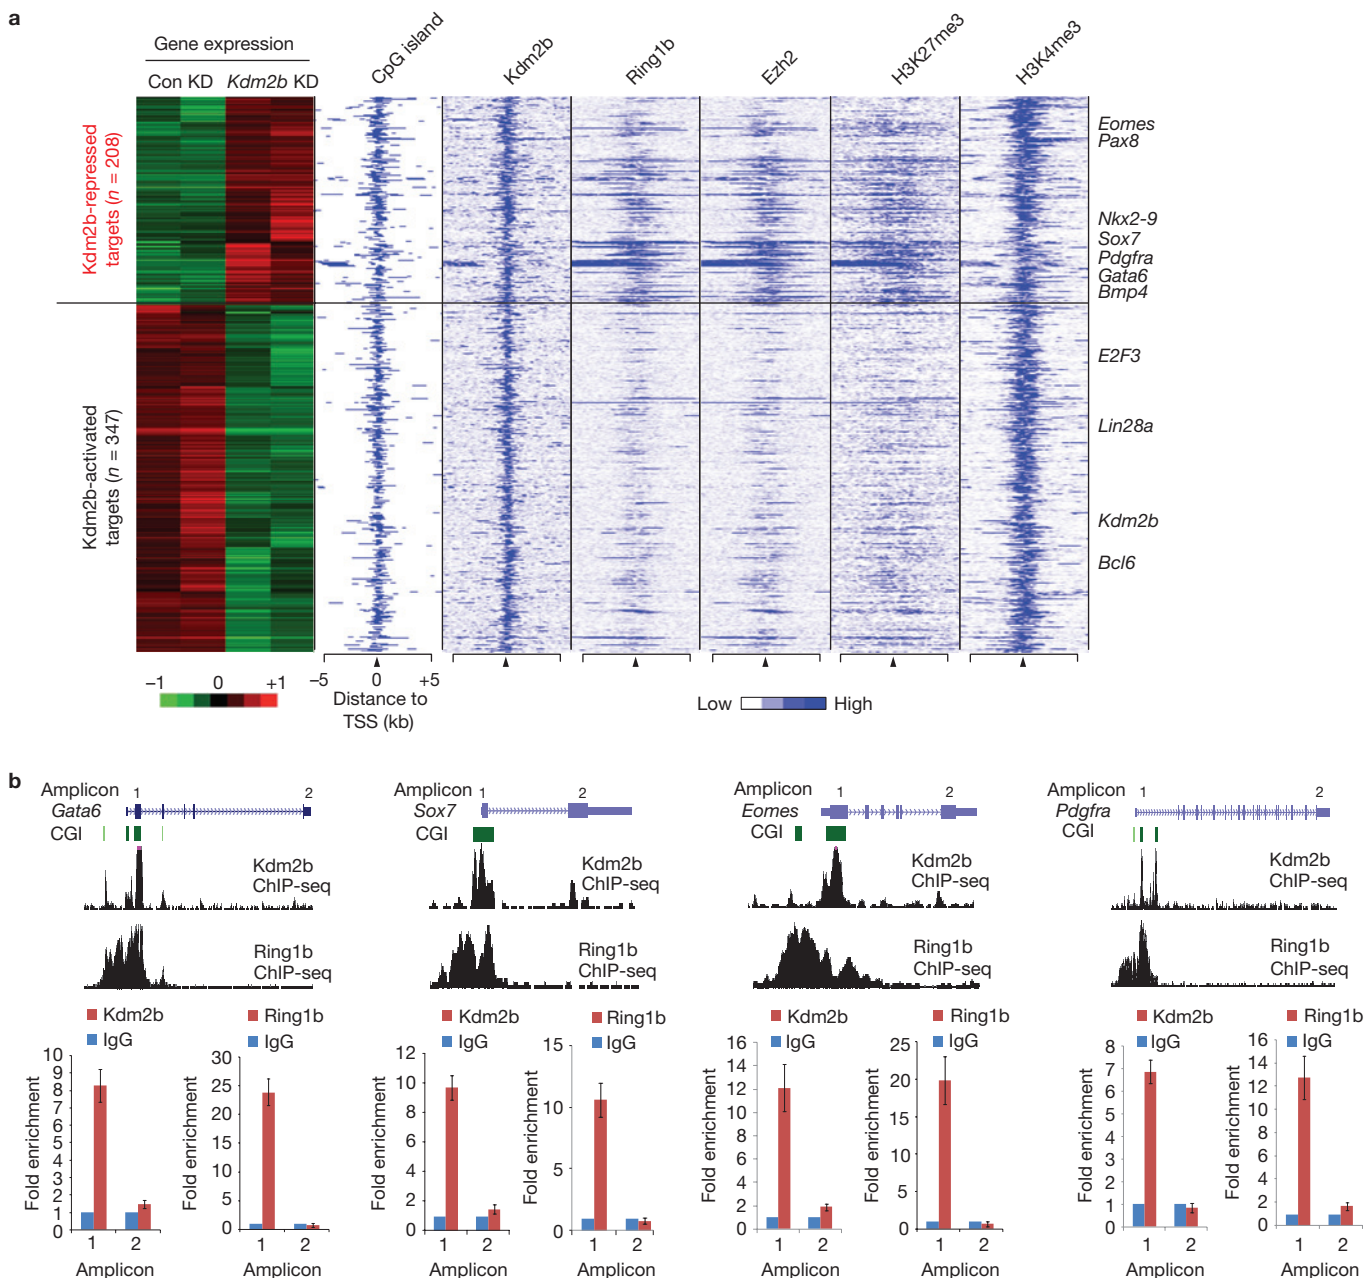 a
Gene expression
Con KD Kdm2b KD
CpG island
Kdm2b
Ring1b
Ezh2
H3K27me3
H3K4me3
Kdm2b-repressed
targets (n = 208)
Kdm2b-activated
targets (n = 347)
Eomes
Pax8
Nkx2-9
Sox7
Pdgfra
Gata6
Bmp4
E2F3
Lin28a
Kdm2b
Bcl6
–1 0 +1
–5 0 +5
Distance to
TSS (kb)
Low High
b
Amplicon 1 2
Gata6
CGI
Kdm2b
ChIP-seq
Ring1b
ChIP-seq
Amplicon 1 2
Sox7
CGI
Kdm2b
ChIP-seq
Ring1b
ChIP-seq
Amplicon 1 2
Eomes
CGI
Kdm2b
ChIP-seq
Ring1b
ChIP-seq
Amplicon 1 2
Pdgfra
CGI
Kdm2b
ChIP-seq
Ring1b
ChIP-seq
Kdm2b
IgG
Fold enrichment
10
9
8
7
6
5
4
3
2
1
0
1 2
Amplicon
Ring1b
IgG
Fold enrichment
30
25
20
15
10
5
0
1 2
Amplicon
Kdm2b
IgG
Fold enrichment
12
10
8
6
4
2
0
1 2
Amplicon
Ring1b
IgG
Fold enrichment
15
10
5
0
1 2
Amplicon
Kdm2b
IgG
Fold enrichment
16
14
12
10
8
6
4
2
0
1 2
Amplicon
Ring1b
IgG
Fold enrichment
25
20
15
10
5
0
1 2
Amplicon
Kdm2b
IgG
Fold enrichment
8
7
6
5
4
3
2
1
0
1 2
Amplicon
Ring1b
IgG
Fold enrichment
16
14
12
10
8
6
4
2
0
1 2
Amplicon